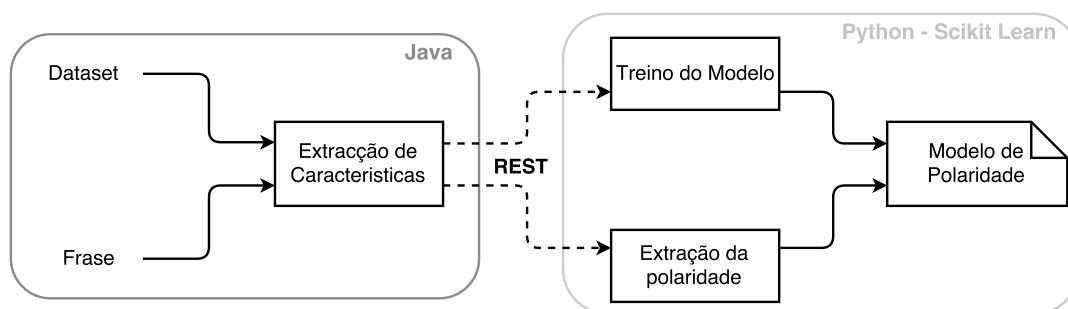 Java
Dataset
Extracção de
Caracteristicas
Frase
REST
Python - Scikit Learn
Treino do Modelo
Modelo de
Polaridade
Extração da
polaridade